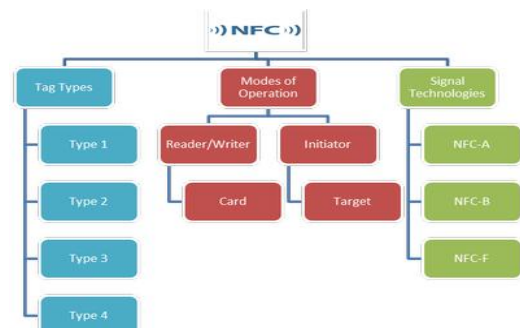 NFC
Tag Types
Modes of
Operation
Signal
Technologies
Type 1
Reader/Writer
Initiator
NFC-A
Type 2
Card
Target
NFC-B
Type 3
NFC-F
Type 4